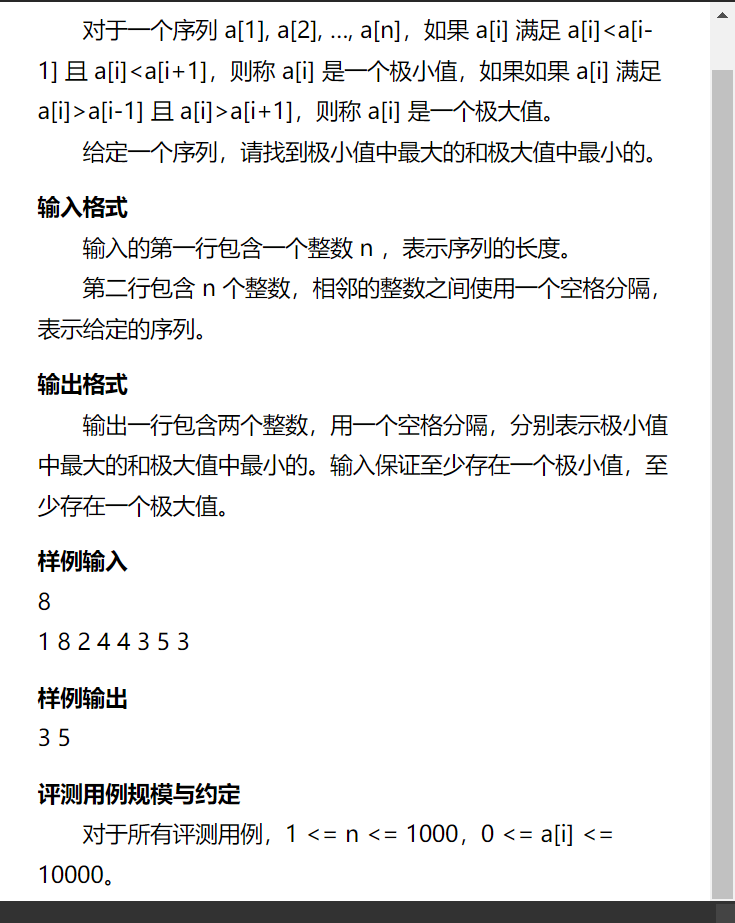 对于一个序列 a[1], a[2], …, a[n]，如果 a[i] 满足 a[i]<a[i-
1] 且 a[i]<a[i+1]，则称 a[i] 是一个极小值，如果如果 a[i] 满足
a[i]>a[i-1] 且 a[i]>a[i+1]，则称 a[i] 是一个极大值。
给定一个序列，请找到极小值中最大的和极大值中最小的。
输入格式
输入的第一行包含一个整数 n ，表示序列的长度。
第二行包含 n 个整数，相邻的整数之间使用一个空格分隔，
表示给定的序列。
输出格式
输出一行包含两个整数，用一个空格分隔，分别表示极小值
中最大的和极大值中最小的。输入保证至少存在一个极小值，至
少存在一个极大值。
样例输入
8
1 8 2 4 4 3 5 3
样例输出
3 5
评测用例规模与约定
对于所有评测用例，1 <= n <= 1000，0 <= a[i] <=
10000。